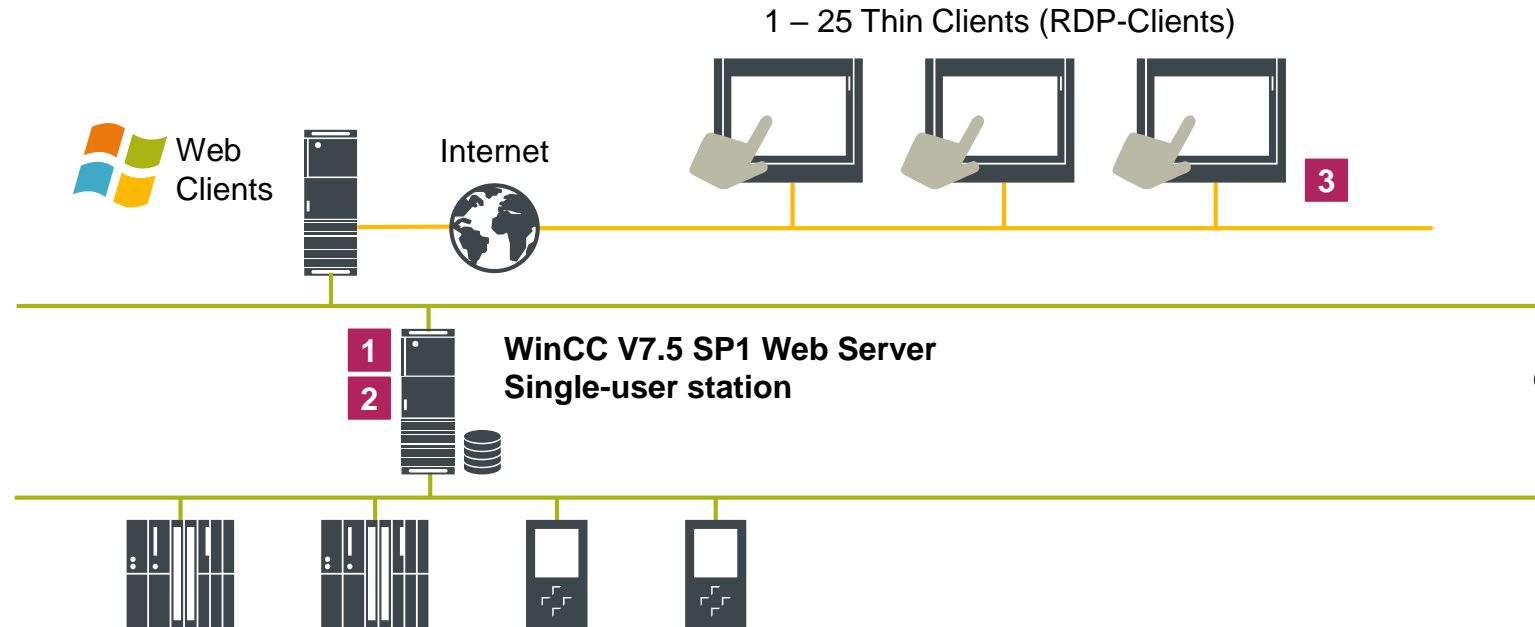 1 – 25 Thin Clients (RDP-Clients)
Web
Clients
Internet
3
1
2
WinCC V7.5 SP1 Web Server
Single-user station